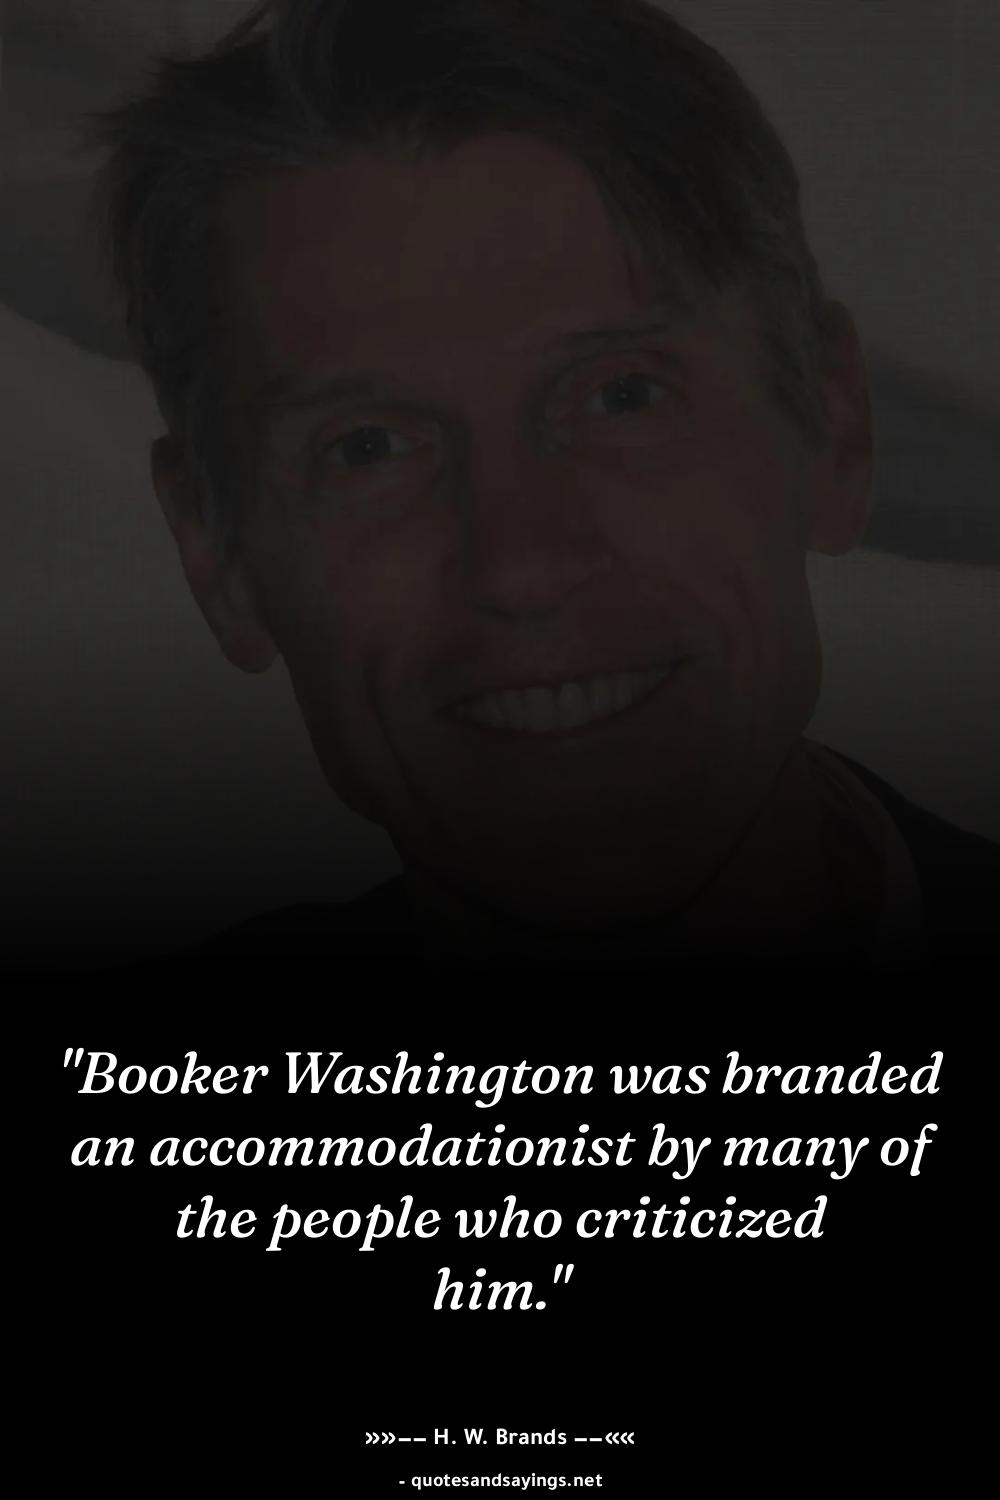 "Booker Washington was branded
an accommodationist by many of
the people who criticized
him."
»»―― H. W. Brands ――««
- quotesandsayings.net